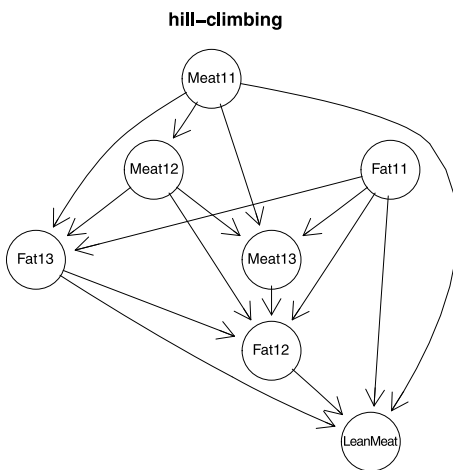 hill-climbing
Meat11
Meat12
Fat11
Fat13
Meat13
Fat12
LeanMeat